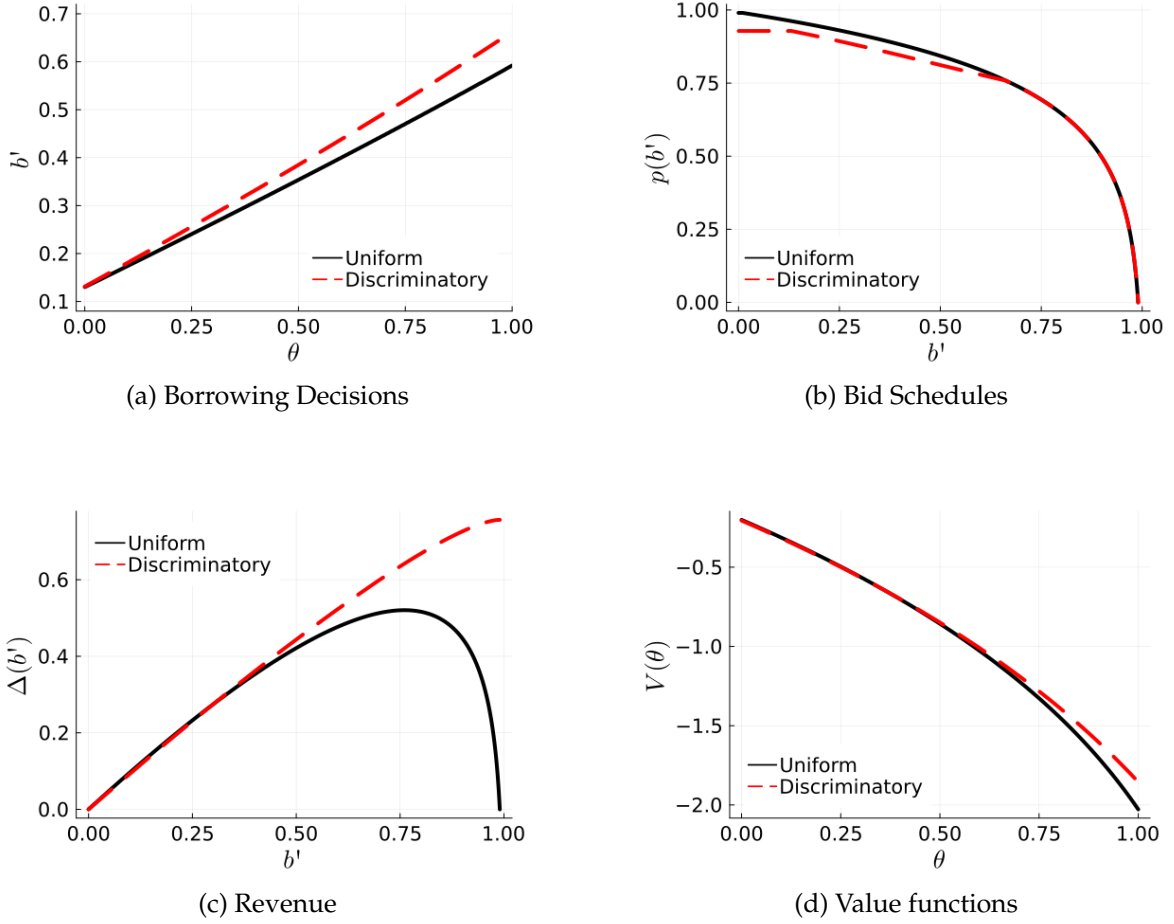 0.7
0.6
0.5
0.4
0.3
0.2
0.1
b'
Uniform
Discriminatory
0.00 0.25 0.50 0.75 1.00
θ
(a) Borrowing Decisions
1.00
0.75
0.50
0.25
0.00
p(b')
Uniform
Discriminatory
0.00 0.25 0.50 0.75 1.00
b'
(b) Bid Schedules
Uniform
Discriminatory
0.6
0.4
0.2
0.0
Δ(b')
0.00 0.25 0.50 0.75 1.00
b'
(c) Revenue
−0.5
−1.0
−1.5
−2.0
V(θ)
Uniform
Discriminatory
0.00 0.25 0.50 0.75 1.00
θ
(d) Value functions